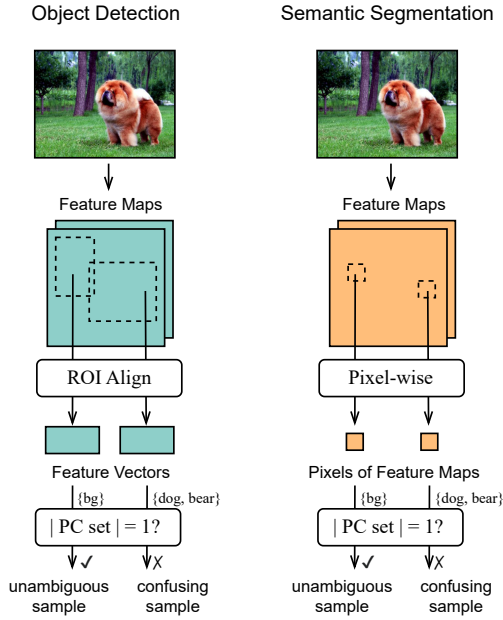 Object Detection
Semantic Segmentation
Feature Maps
Feature Maps
ROI Align
Pixel-wise
Feature Vectors
Pixels of Feature Maps
{bg}
{dog, bear}
{bg}
{dog, bear}
| PC set | = 1?
| PC set | = 1?
✓
✗
✓
✗
unambiguous
sample
confusing
sample
unambiguous
sample
confusing
sample